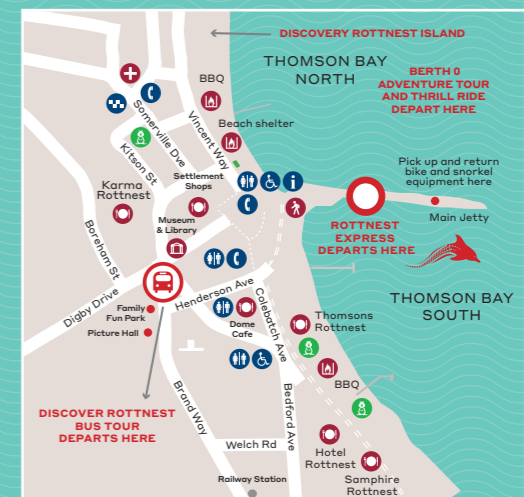 DISCOVERY ROTTNEST ISLAND
THOMSON BAY
NORTH
BERTH 0
ADVENTURE TOUR
AND THRILL RIDE
DEPART HERE
BBQ
Somerville Dve
Vincent Way
Beach shelter
Kitson St
Pick up and return
bike and snorkel
equipment here
Settlement
Shops
i
Karma
Rottnest
Main Jetty
Museum
& Library
ROTTNEST
EXPRESS
DEPARTS HERE
Boreham St
Digby Drive
Henderson Ave
THOMSON BAY
SOUTH
Family
Fun Park
Colebatch Ave
Thomsons
Rottnest
Dome
Cafe
Picture Hall
BBQ
Brand Way
Bedford Ave
DISCOVER ROTTNEST
BUS TOUR
DEPARTS HERE
Welch Rd
Hotel
Rottnest
Railway Station
Samphire
Rottnest